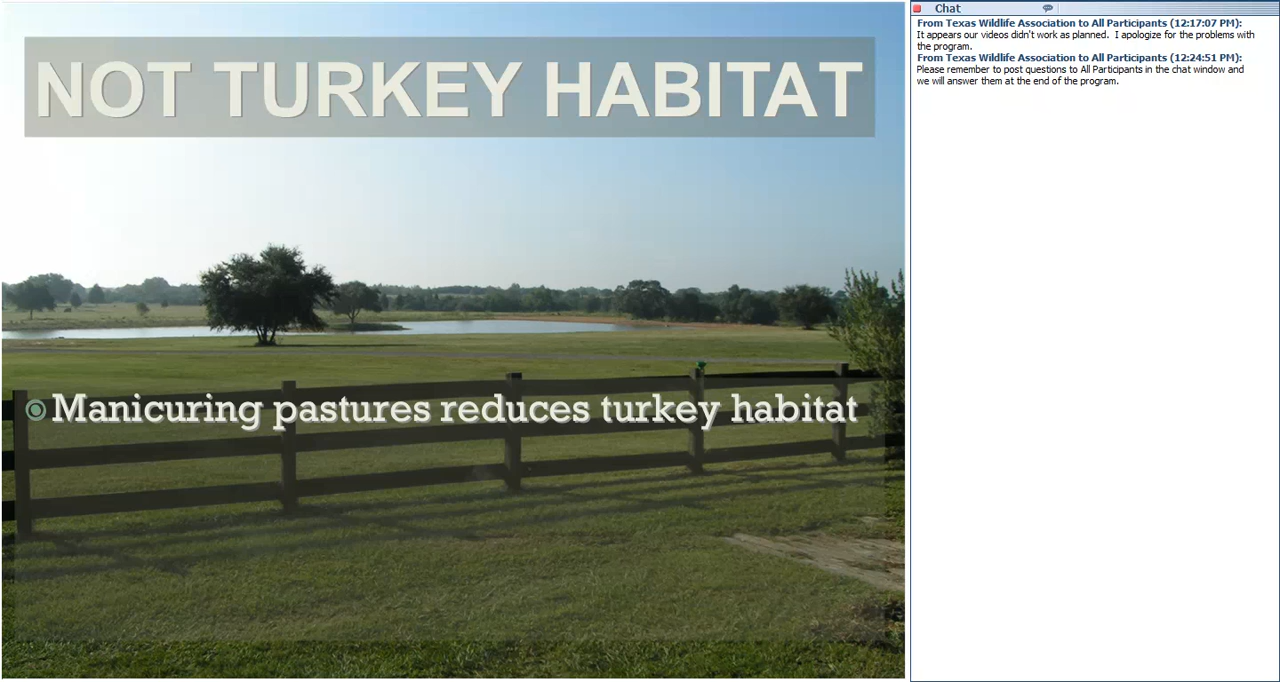 NOT TURKEY HABITAT
Manicuring pastures reduces turkey habitat
Chat
From Texas Wildlife Association to All Participants (12:17:07 PM):
It appears our videos didn't work as planned.  I apologize for the problems with
the program.
From Texas Wildlife Association to All Participants (12:24:51 PM):
Please remember to post questions to All Participants in the chat window and
we will answer them at the end of the program.